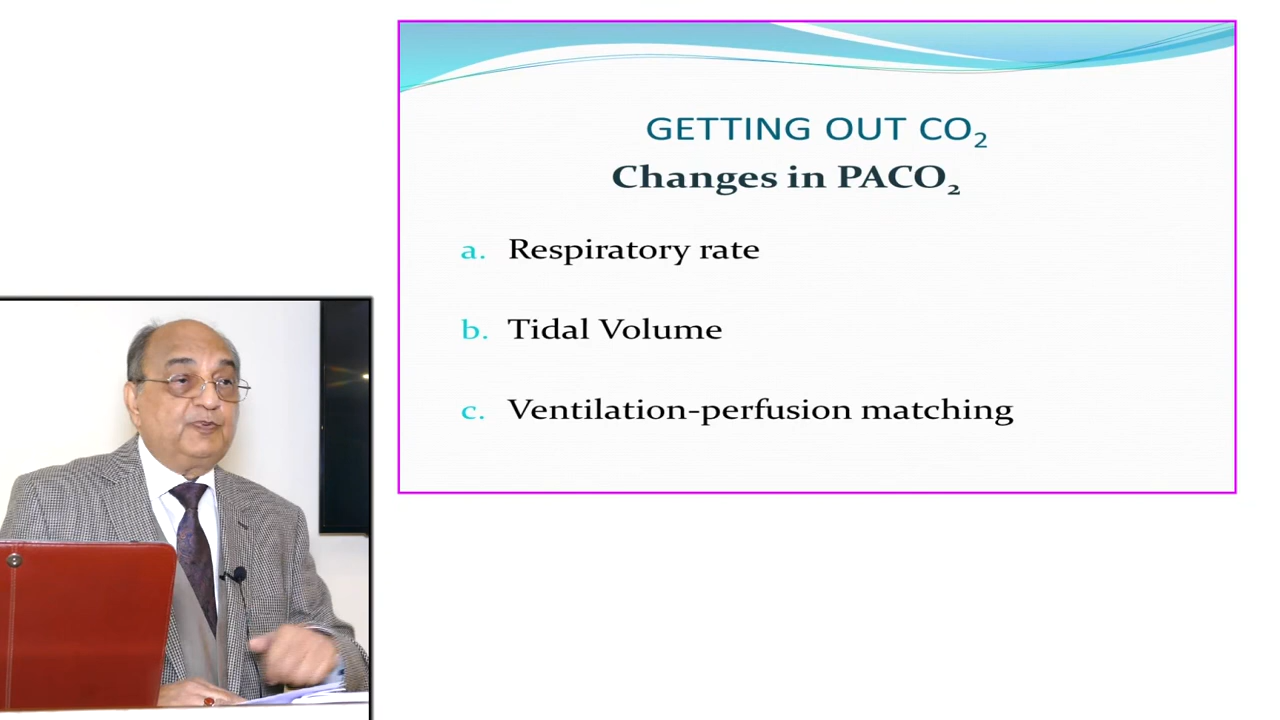 GETTING OUT CO₂
Changes in PACO₂
a. Respiratory rate
b. Tidal Volume
c. Ventilation-perfusion matching